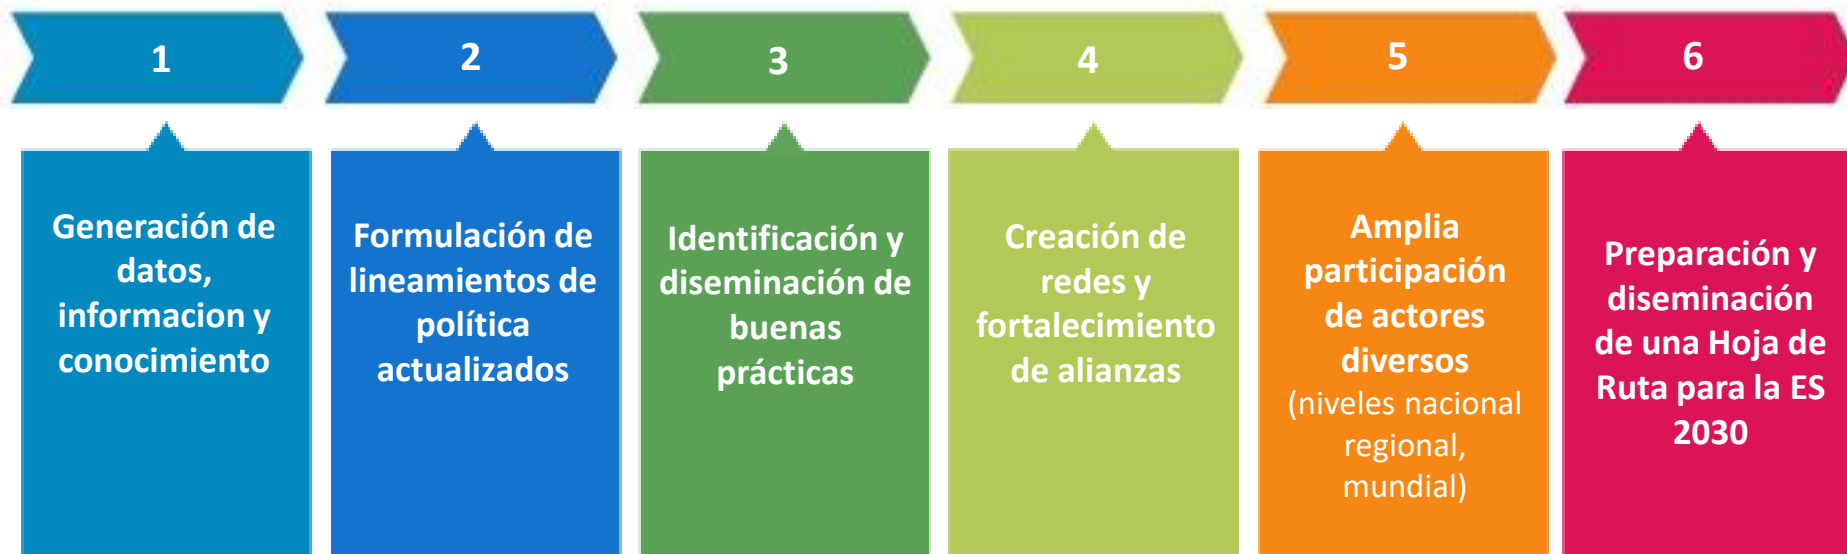 1
Generación de
datos,
informacion y
conocimiento
2
Formulación de
lineamientos de
política
actualizados
3
Identificación y
diseminación de
buenas
prácticas
4
Creación de
redes y
fortalecimiento
de alianzas
5
Amplia
participación
de actores
diversos
(niveles nacional
regional,
mundial)
6
Preparación y
diseminación
de una Hoja de
Ruta para la ES
2030